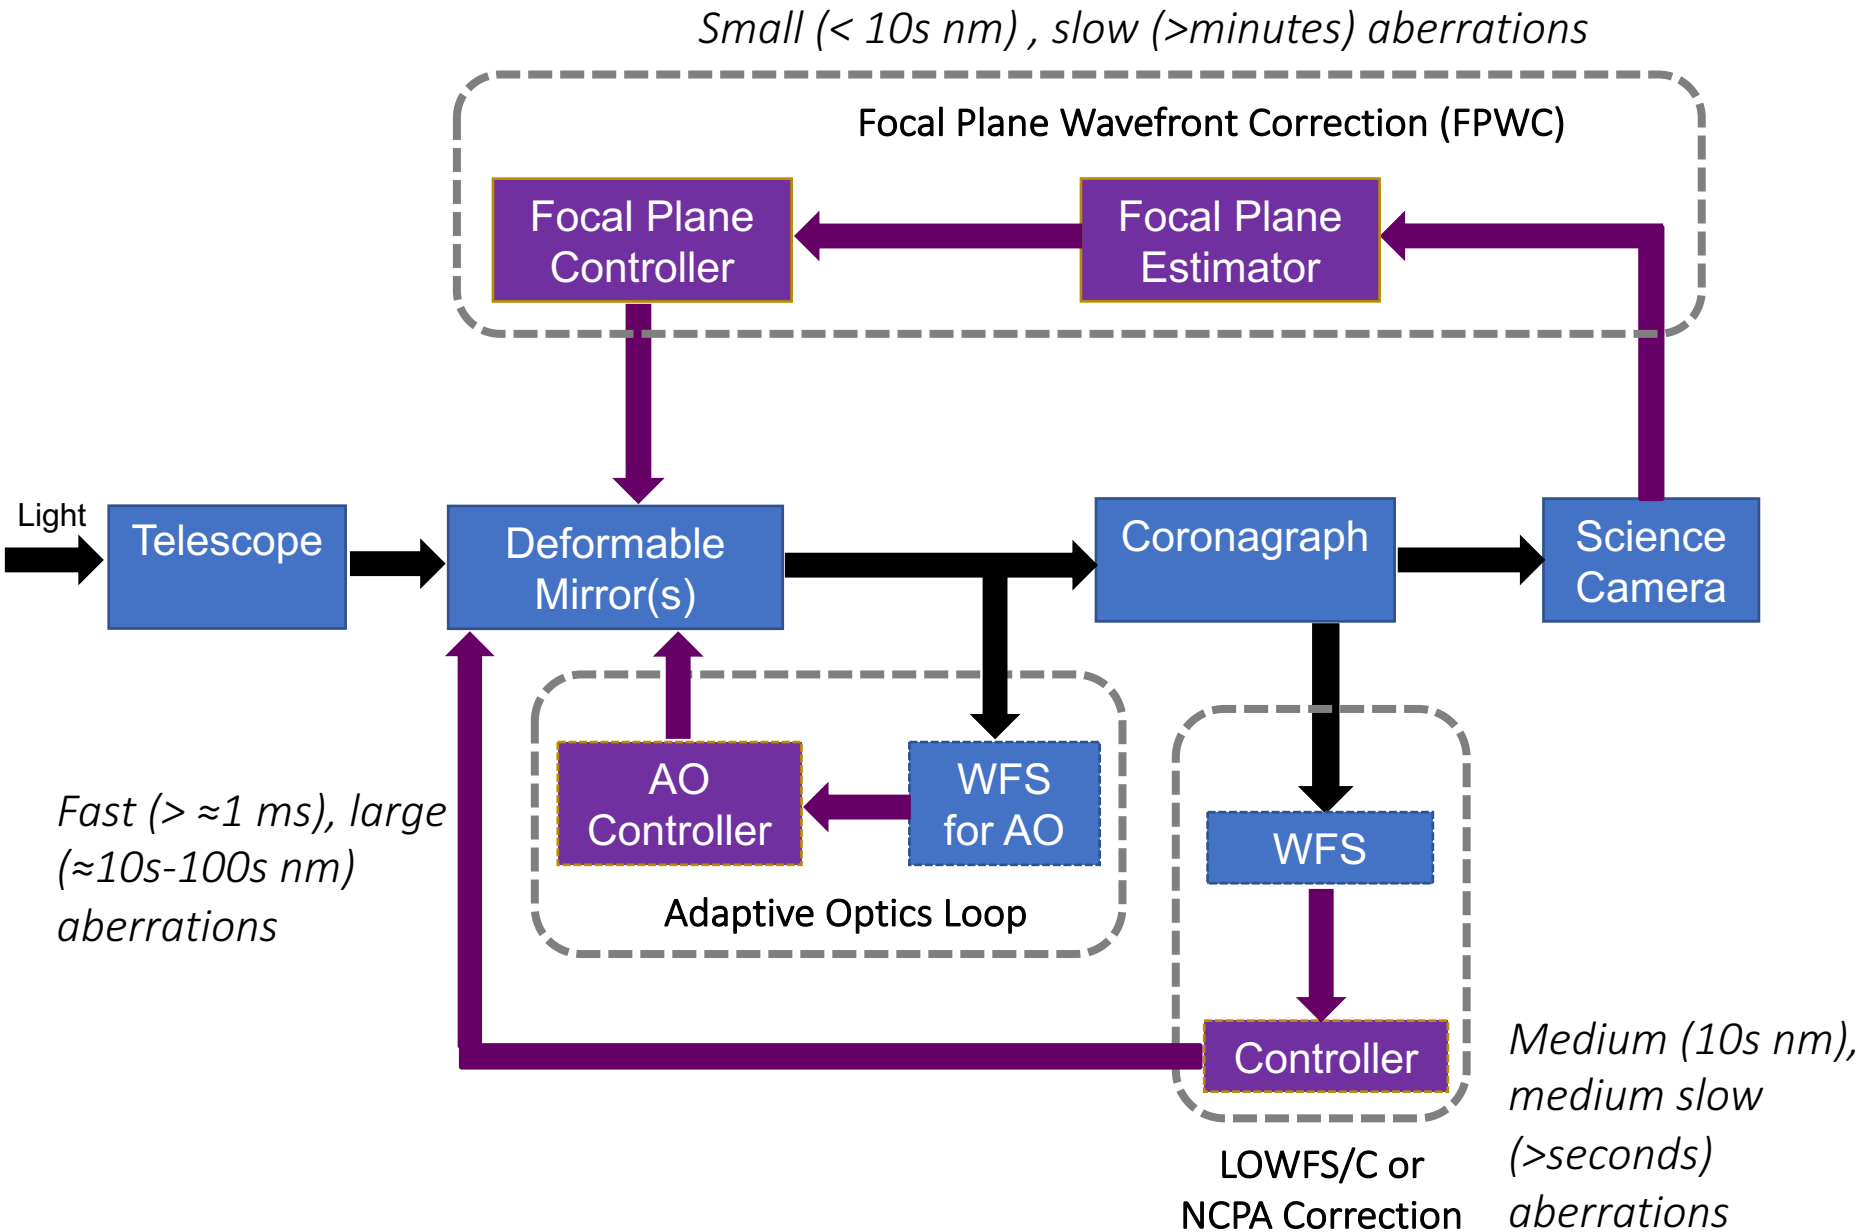 Small (< 10s nm) , slow (>minutes) aberrations
Focal Plane Wavefront Correction (FPWC)
Focal Plane
Controller
Focal Plane
Estimator
Light
Telescope
Deformable
Mirror(s)
Coronagraph
Science
Camera
AO
Controller
WFS
for AO
Adaptive Optics Loop
Fast (> ≈1 ms), large
(≈10s-100s nm)
aberrations
WFS
Controller
LOWFS/C or
NCPA Correction
Medium (10s nm),
medium slow
(>seconds)
aberrations